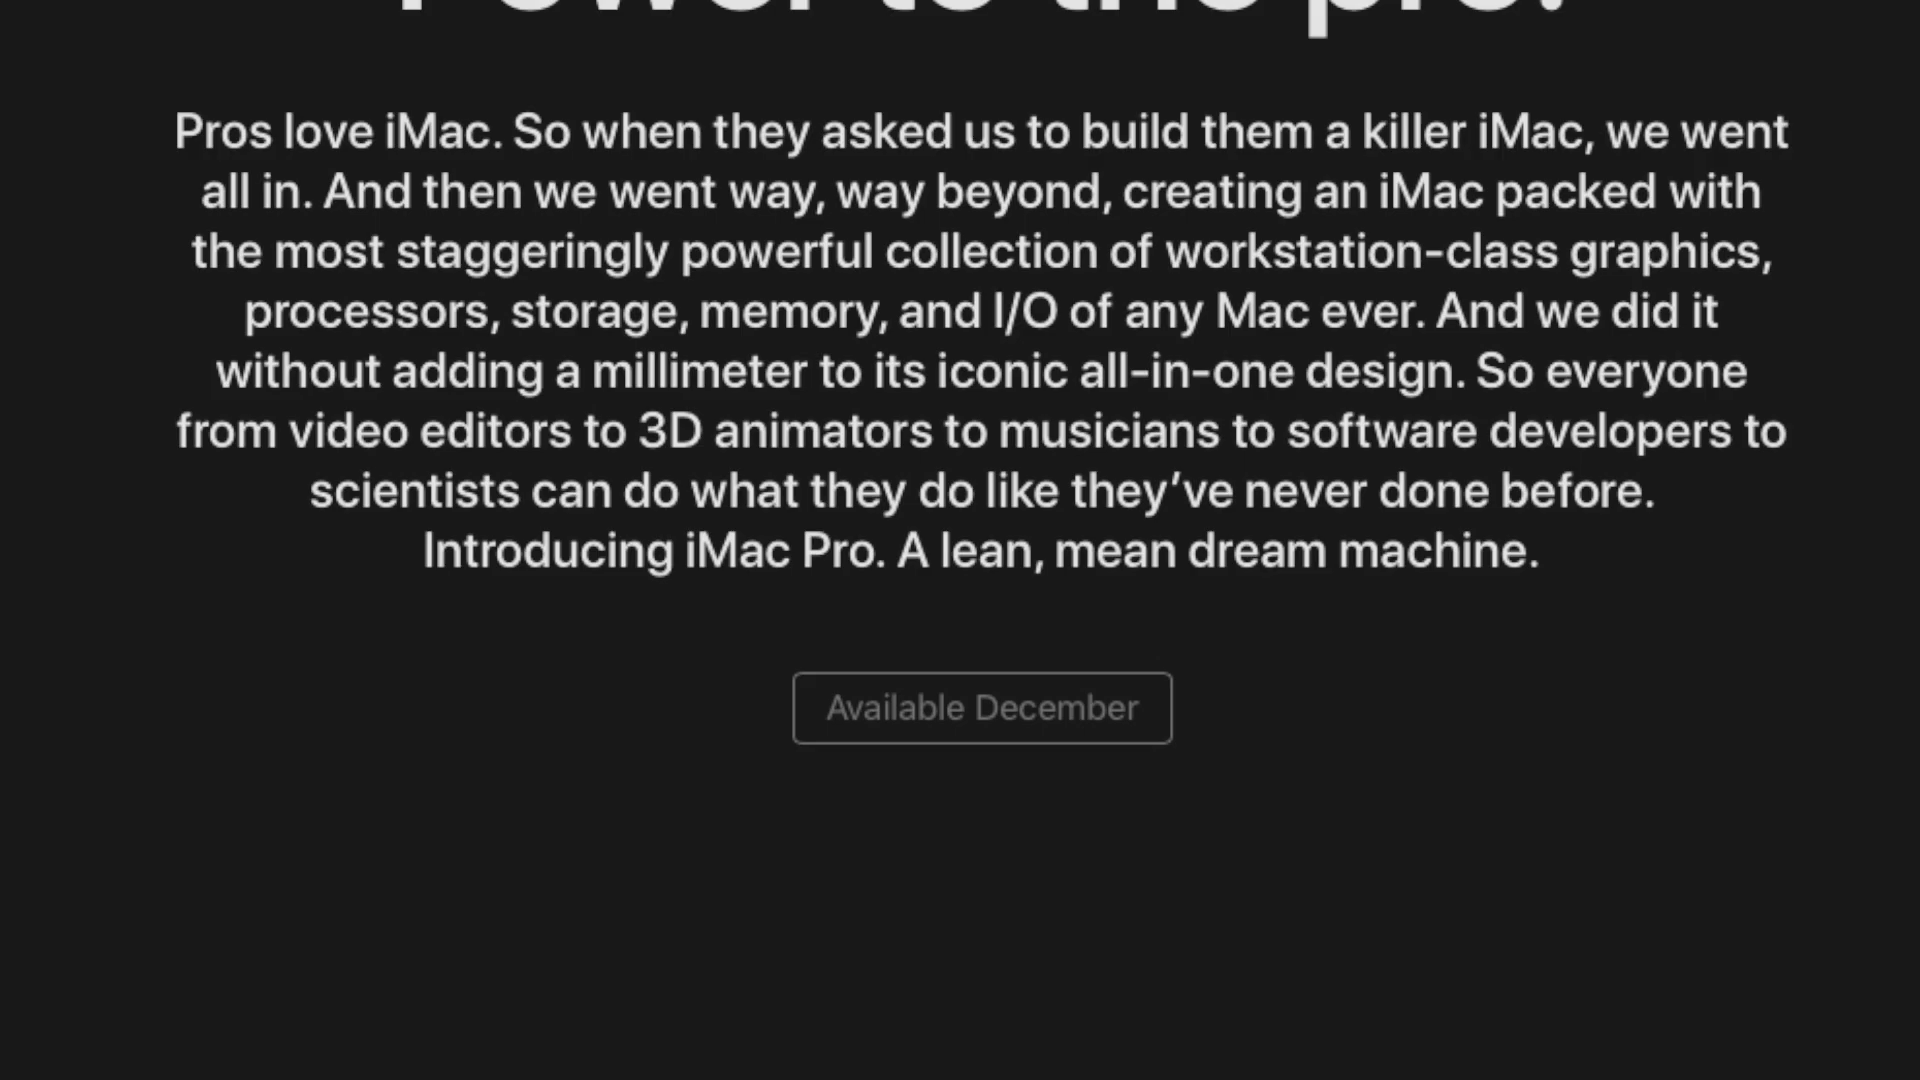 Power to the pro.
Pros love iMac. So when they asked us to build them a killer iMac, we went
all in. And then we went way, way beyond, creating an iMac packed with
the most staggeringly powerful collection of workstation-class graphics,
processors, storage, memory, and I/O of any Mac ever. And we did it
without adding a millimeter to its iconic all-in-one design. So everyone
from video editors to 3D animators to musicians to software developers to
scientists can do what they do like they’ve never done before.
Introducing iMac Pro. A lean, mean dream machine.
Available December